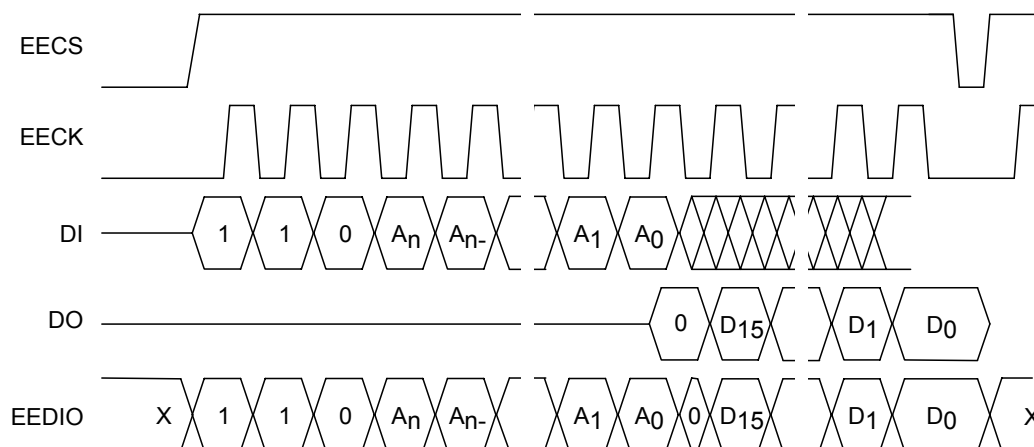 EECS
EECK
DI 1 1 0 An An- A1 A0
DO 0 D15 D1 D0
EEDIO X 1 1 0 An An- A1 A0 0 D15 D1 D0 X